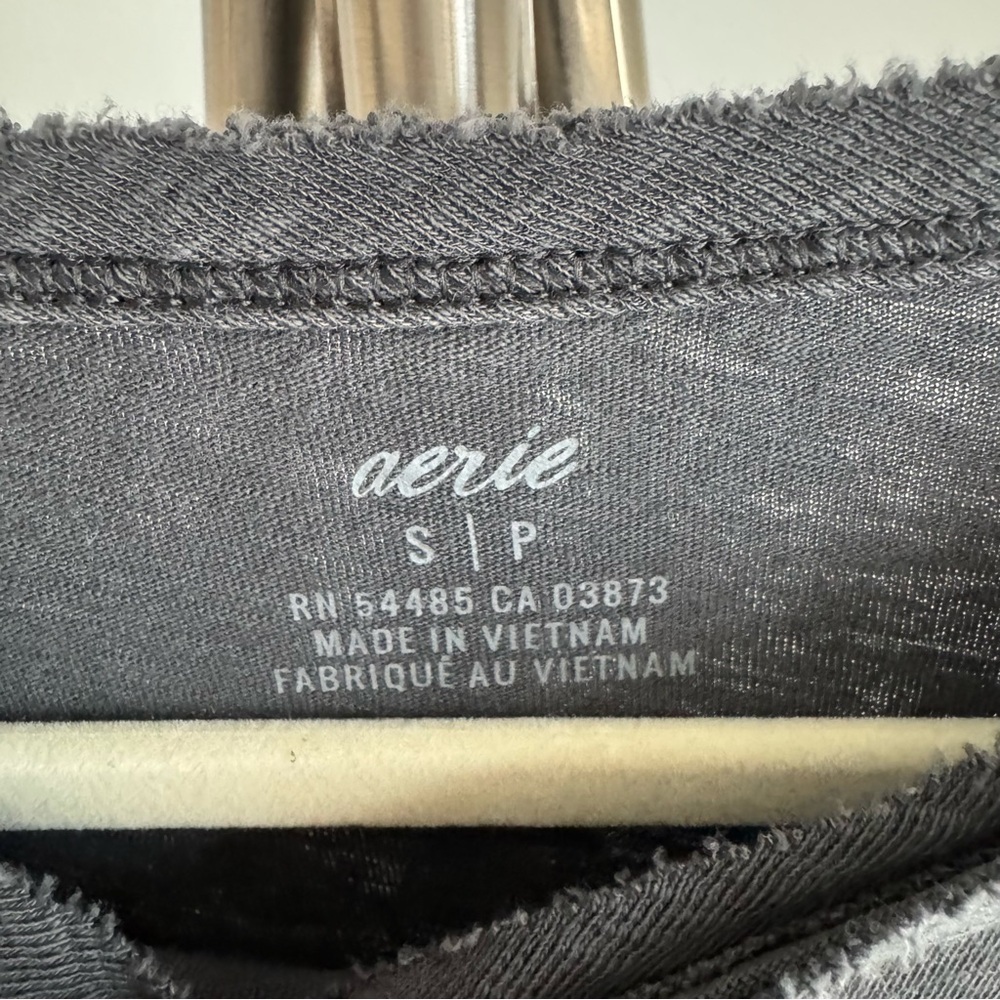 aerie
S | P
RN 54485 CA 03873
MADE IN VIETNAM
FABRIQUÉ AU VIETNAM